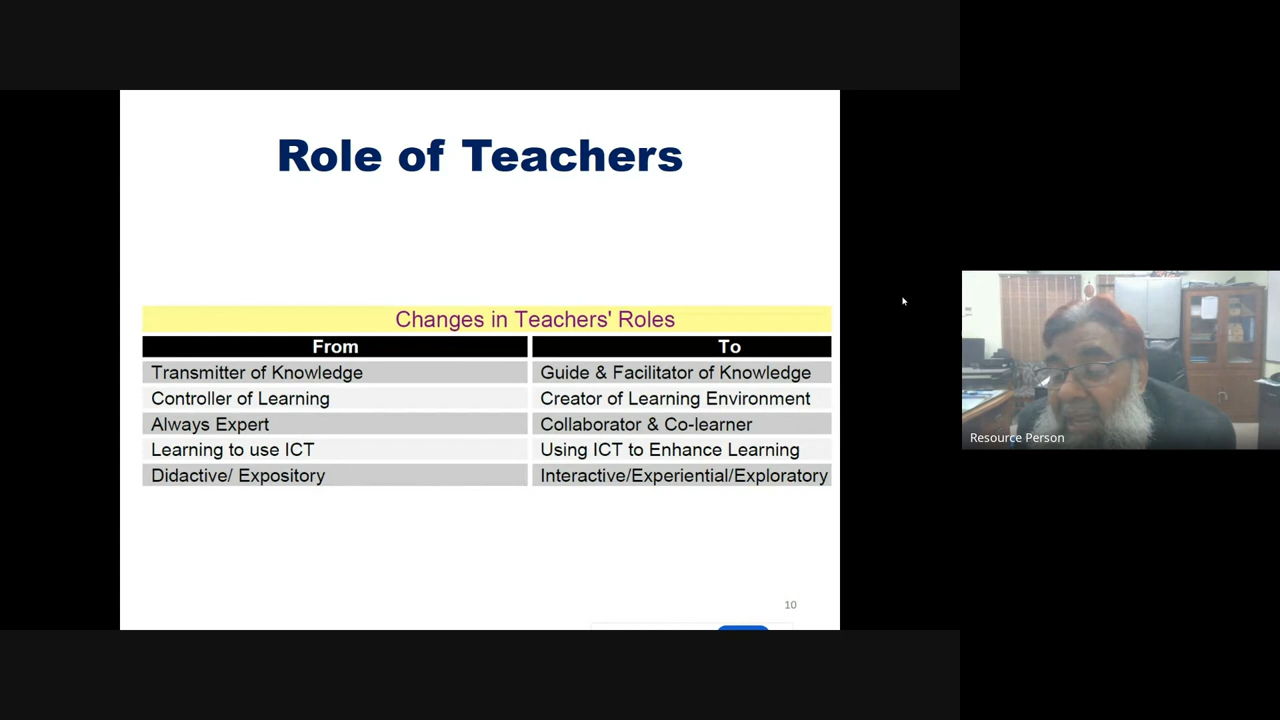 Role of Teachers
Changes in Teachers' Roles
From To
Transmitter of Knowledge Guide & Facilitator of Knowledge
Controller of Learning Creator of Learning Environment
Always Expert Collaborator & Co-learner
Learning to use ICT Using ICT to Enhance Learning
Didactive/ Expository Interactive/Experiential/Exploratory
10
Resource Person